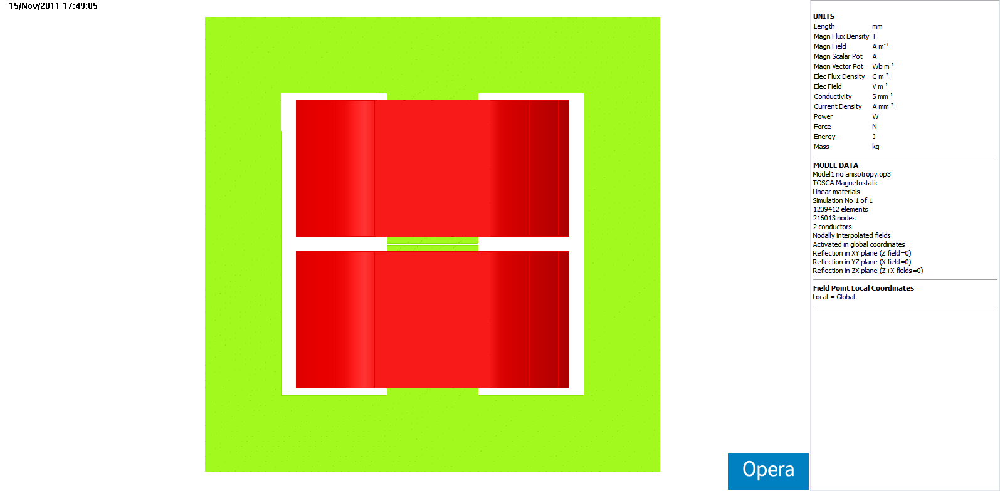 15/Nov/2011 17:49:05
UNITS
Length mm
Magn Flux Density T
Magn Field A m⁻¹
Magn Scalar Pot A
Magn Vector Pot Wb m⁻¹
Elec Flux Density C m⁻²
Elec Field V m⁻¹
Conductivity S mm⁻¹
Current Density A mm⁻²
Power W
Force N
Energy J
Mass kg
MODEL DATA
Model1 no anisotropy.op3
TOSCA Magnetostatic
Linear materials
Simulation No 1 of 1
1239412 elements
216013 nodes
2 conductors
Nodally interpolated fields
Activated in global coordinates
Reflection in XY plane (Z field=0)
Reflection in YZ plane (X field=0)
Reflection in ZX plane (Z+X fields=0)
Field Point Local Coordinates
Local = Global
Opera